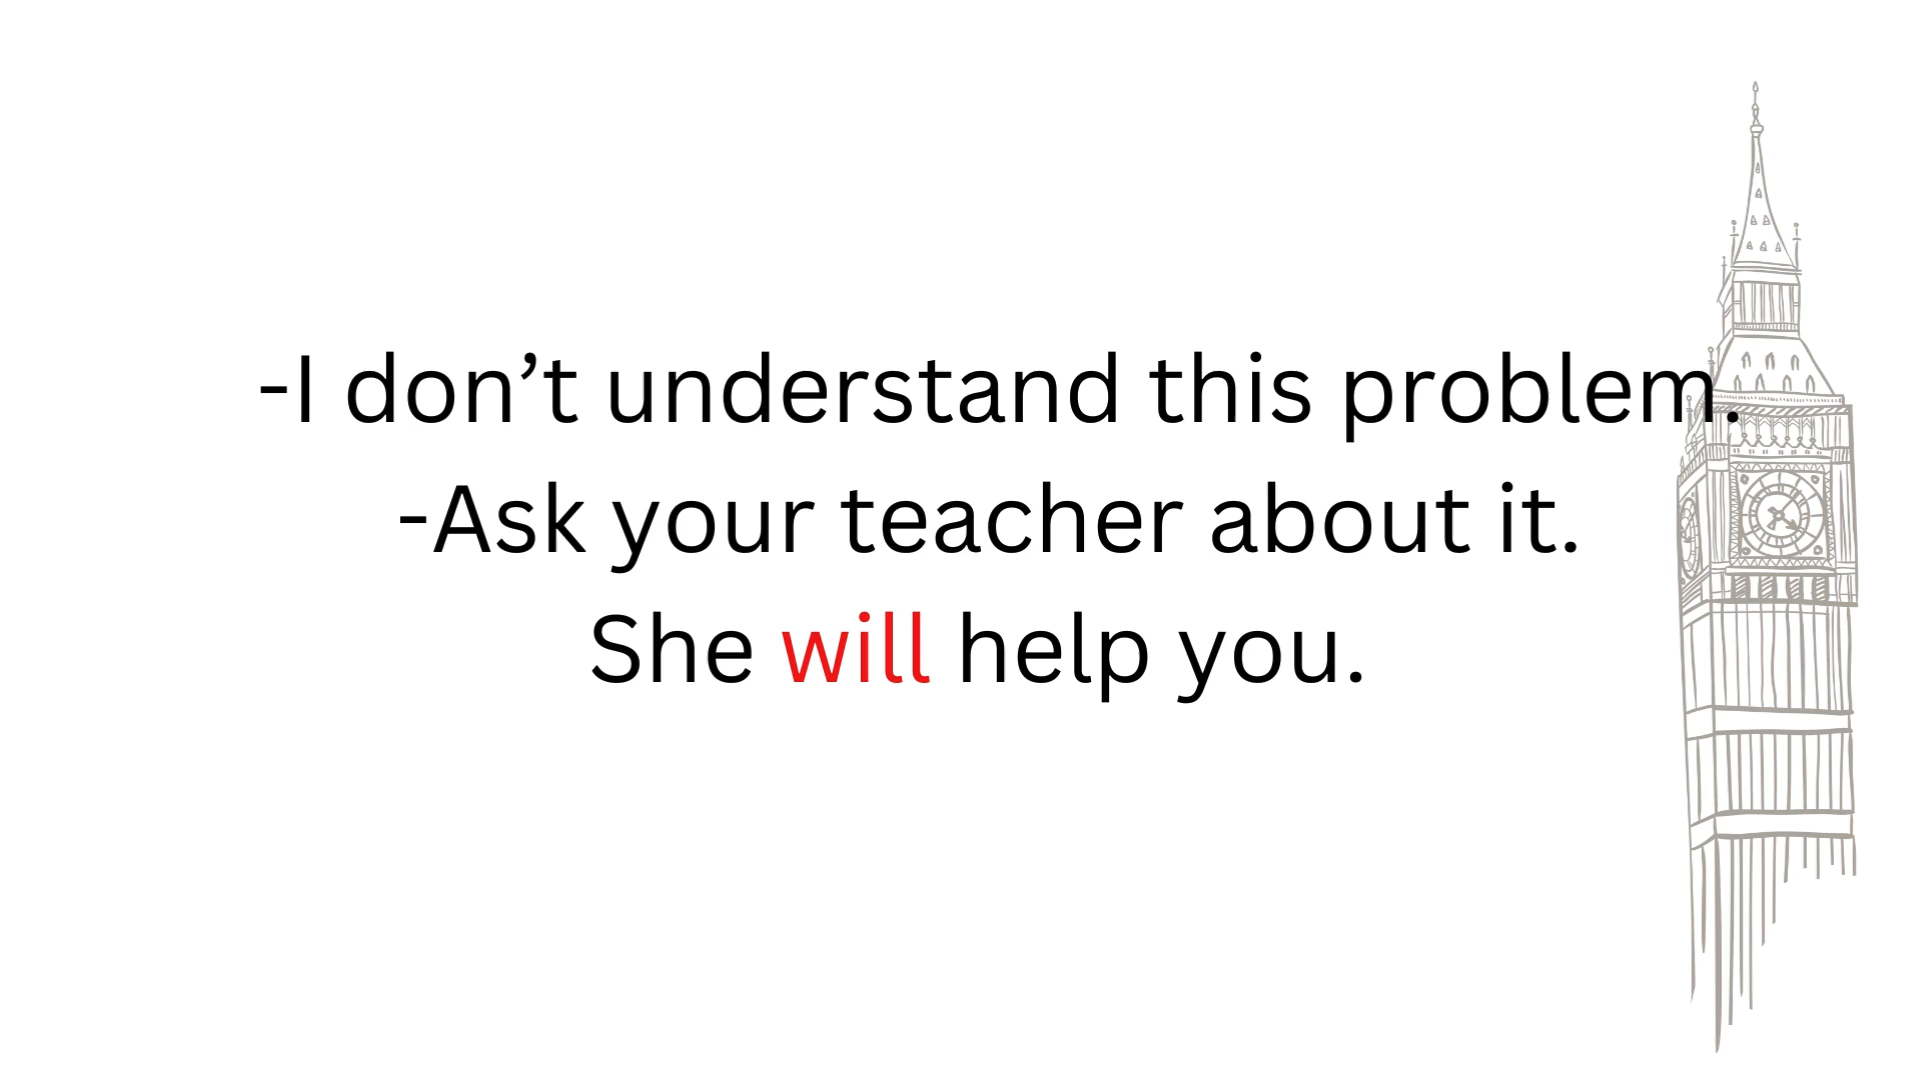 -I don’t understand this problem.
-Ask your teacher about it.
She will help you.